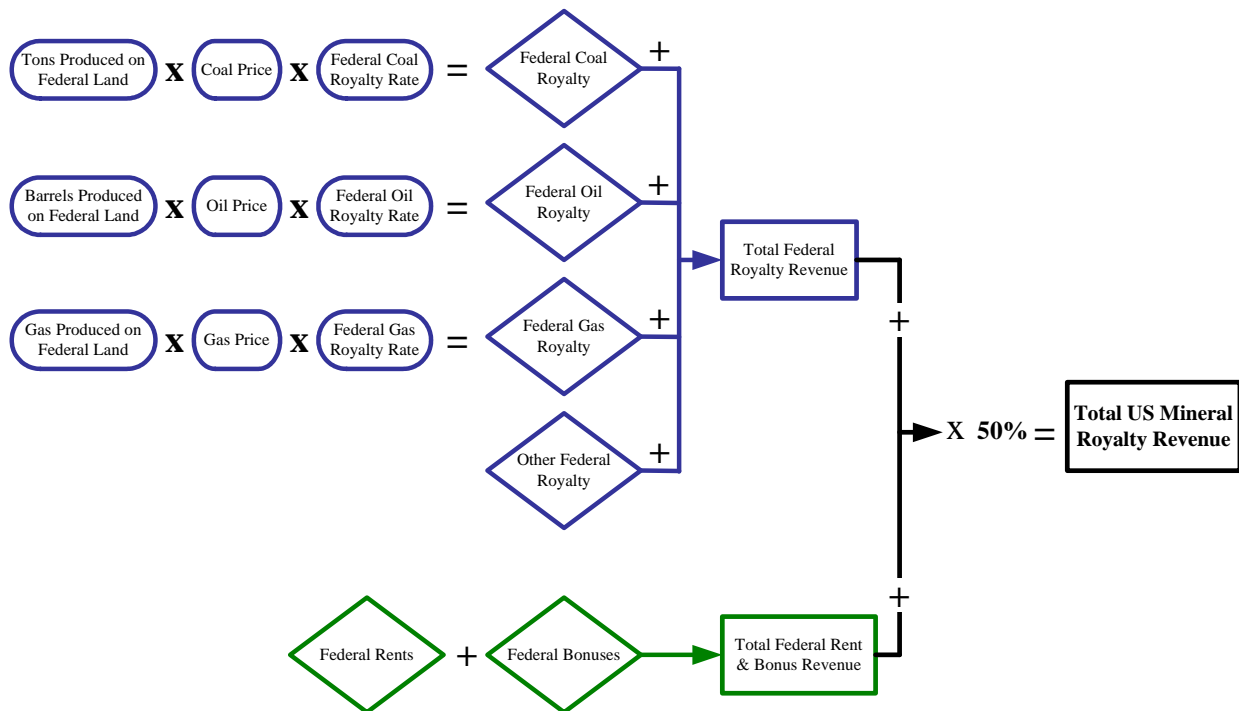 Tons Produced on
Federal Land
x
Coal Price
x
Federal Coal
Royalty Rate
=
Federal Coal
Royalty
+
Barrels Produced
on Federal Land
x
Oil Price
x
Federal Oil
Royalty Rate
=
Federal Oil
Royalty
+
Gas Produced on
Federal Land
x
Gas Price
x
Federal Gas
Royalty Rate
=
Federal Gas
Royalty
+
Other Federal
Royalty
+
Total Federal
Royalty Revenue
+
Federal Rents
+
Federal Bonuses
Total Federal Rent
& Bonus Revenue
+
X 50% =
Total US Mineral
Royalty Revenue